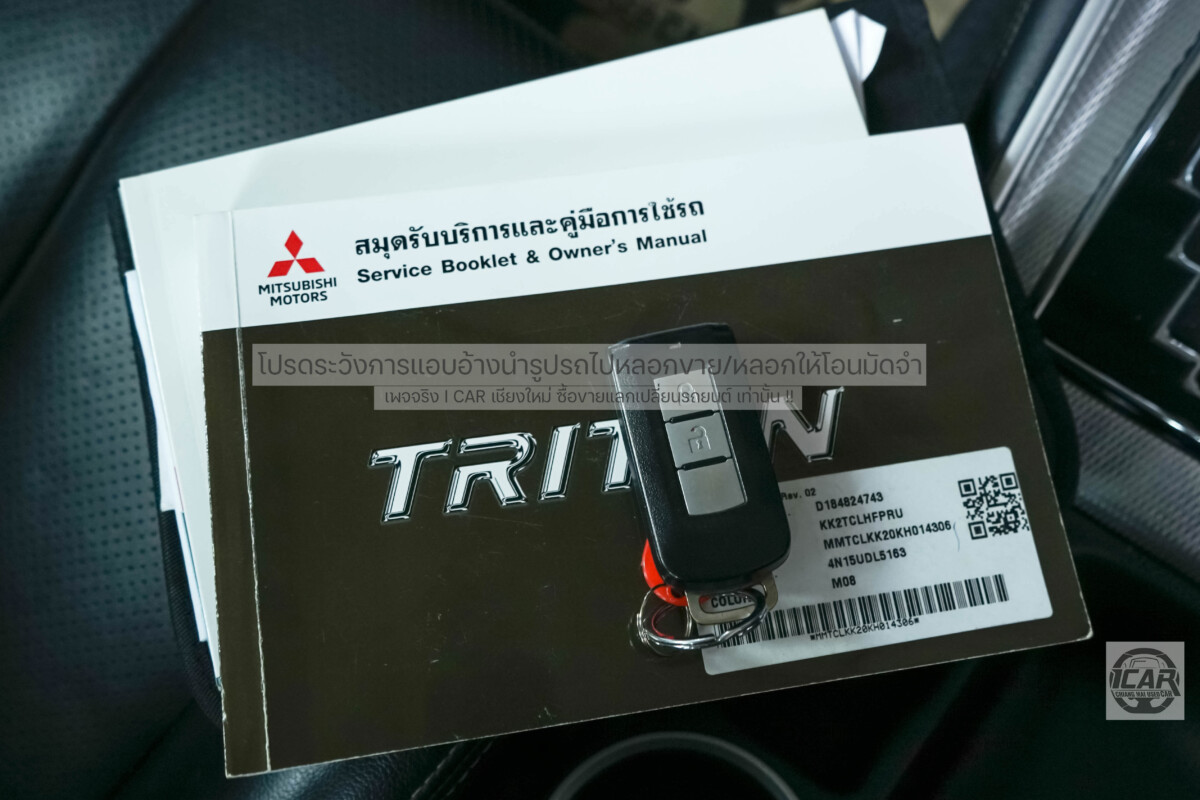 สมุดรับบริการและคู่มือการใช้รถ
Service Booklet & Owner's Manual
MITSUBISHI
MOTORS
โปรดระวังการแอบอ้างนำรูปรถไปหลอกขาย/หลอกให้โอนมัดจำ
เพจจริง I CAR เชียงใหม่ ซื้อขายแลกเปลี่ยนรถยนต์ เท่านั้น !!
Rev. 02
D184824743
KK2TCLHFPRU
MMTCLKK20KH014306
4N15UDL5163
M08
*MMTCLKK20KH014306*
ICAR
CHIANG MAI USED CAR